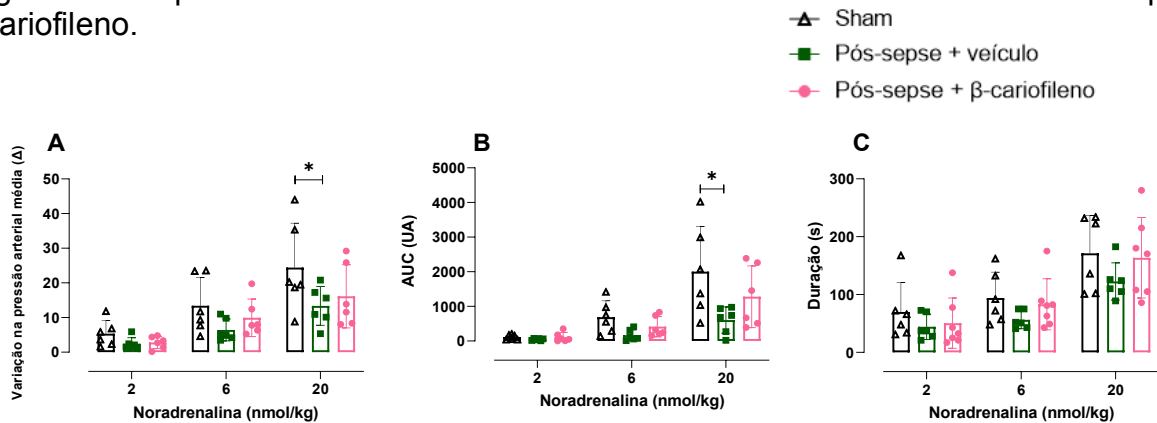 cariofileno.
Sham
Pós-sepse + veículo
Pós-sepse + β-cariofileno
A
Variação na pressão arterial média (Δ)
50
40
30
20
10
0
*
2
6
20
Noradrenalina (nmol/kg)
B
AUC (UA)
5000
4000
3000
2000
1000
0
*
2
6
20
Noradrenalina (nmol/kg)
C
Duração (s)
300
200
100
0
2
6
20
Noradrenalina (nmol/kg)